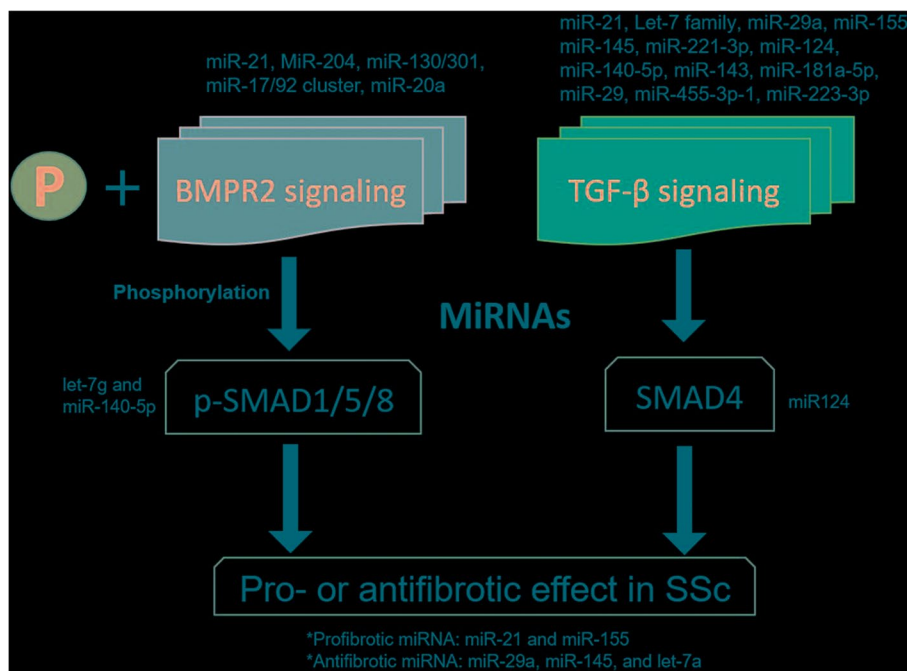 miR-21, MiR-204, miR-130/301,
miR-17/92 cluster, miR-20a
miR-21, Let-7 family, miR-29a, miR-155
miR-145, miR-221-3p, miR-124,
miR-140-5p, miR-143, miR-181a-5p,
miR-29, miR-455-3p-1, miR-223-3p
P + BMPR2 signaling
TGF-β signaling
Phosphorylation
MiRNAs
let-7g and
miR-140-5p
p-SMAD1/5/8
SMAD4
miR124
Pro- or antifibrotic effect in SSc
*Profibrotic miRNA: miR-21 and miR-155
*Antifibrotic miRNA: miR-29a, miR-145, and let-7a